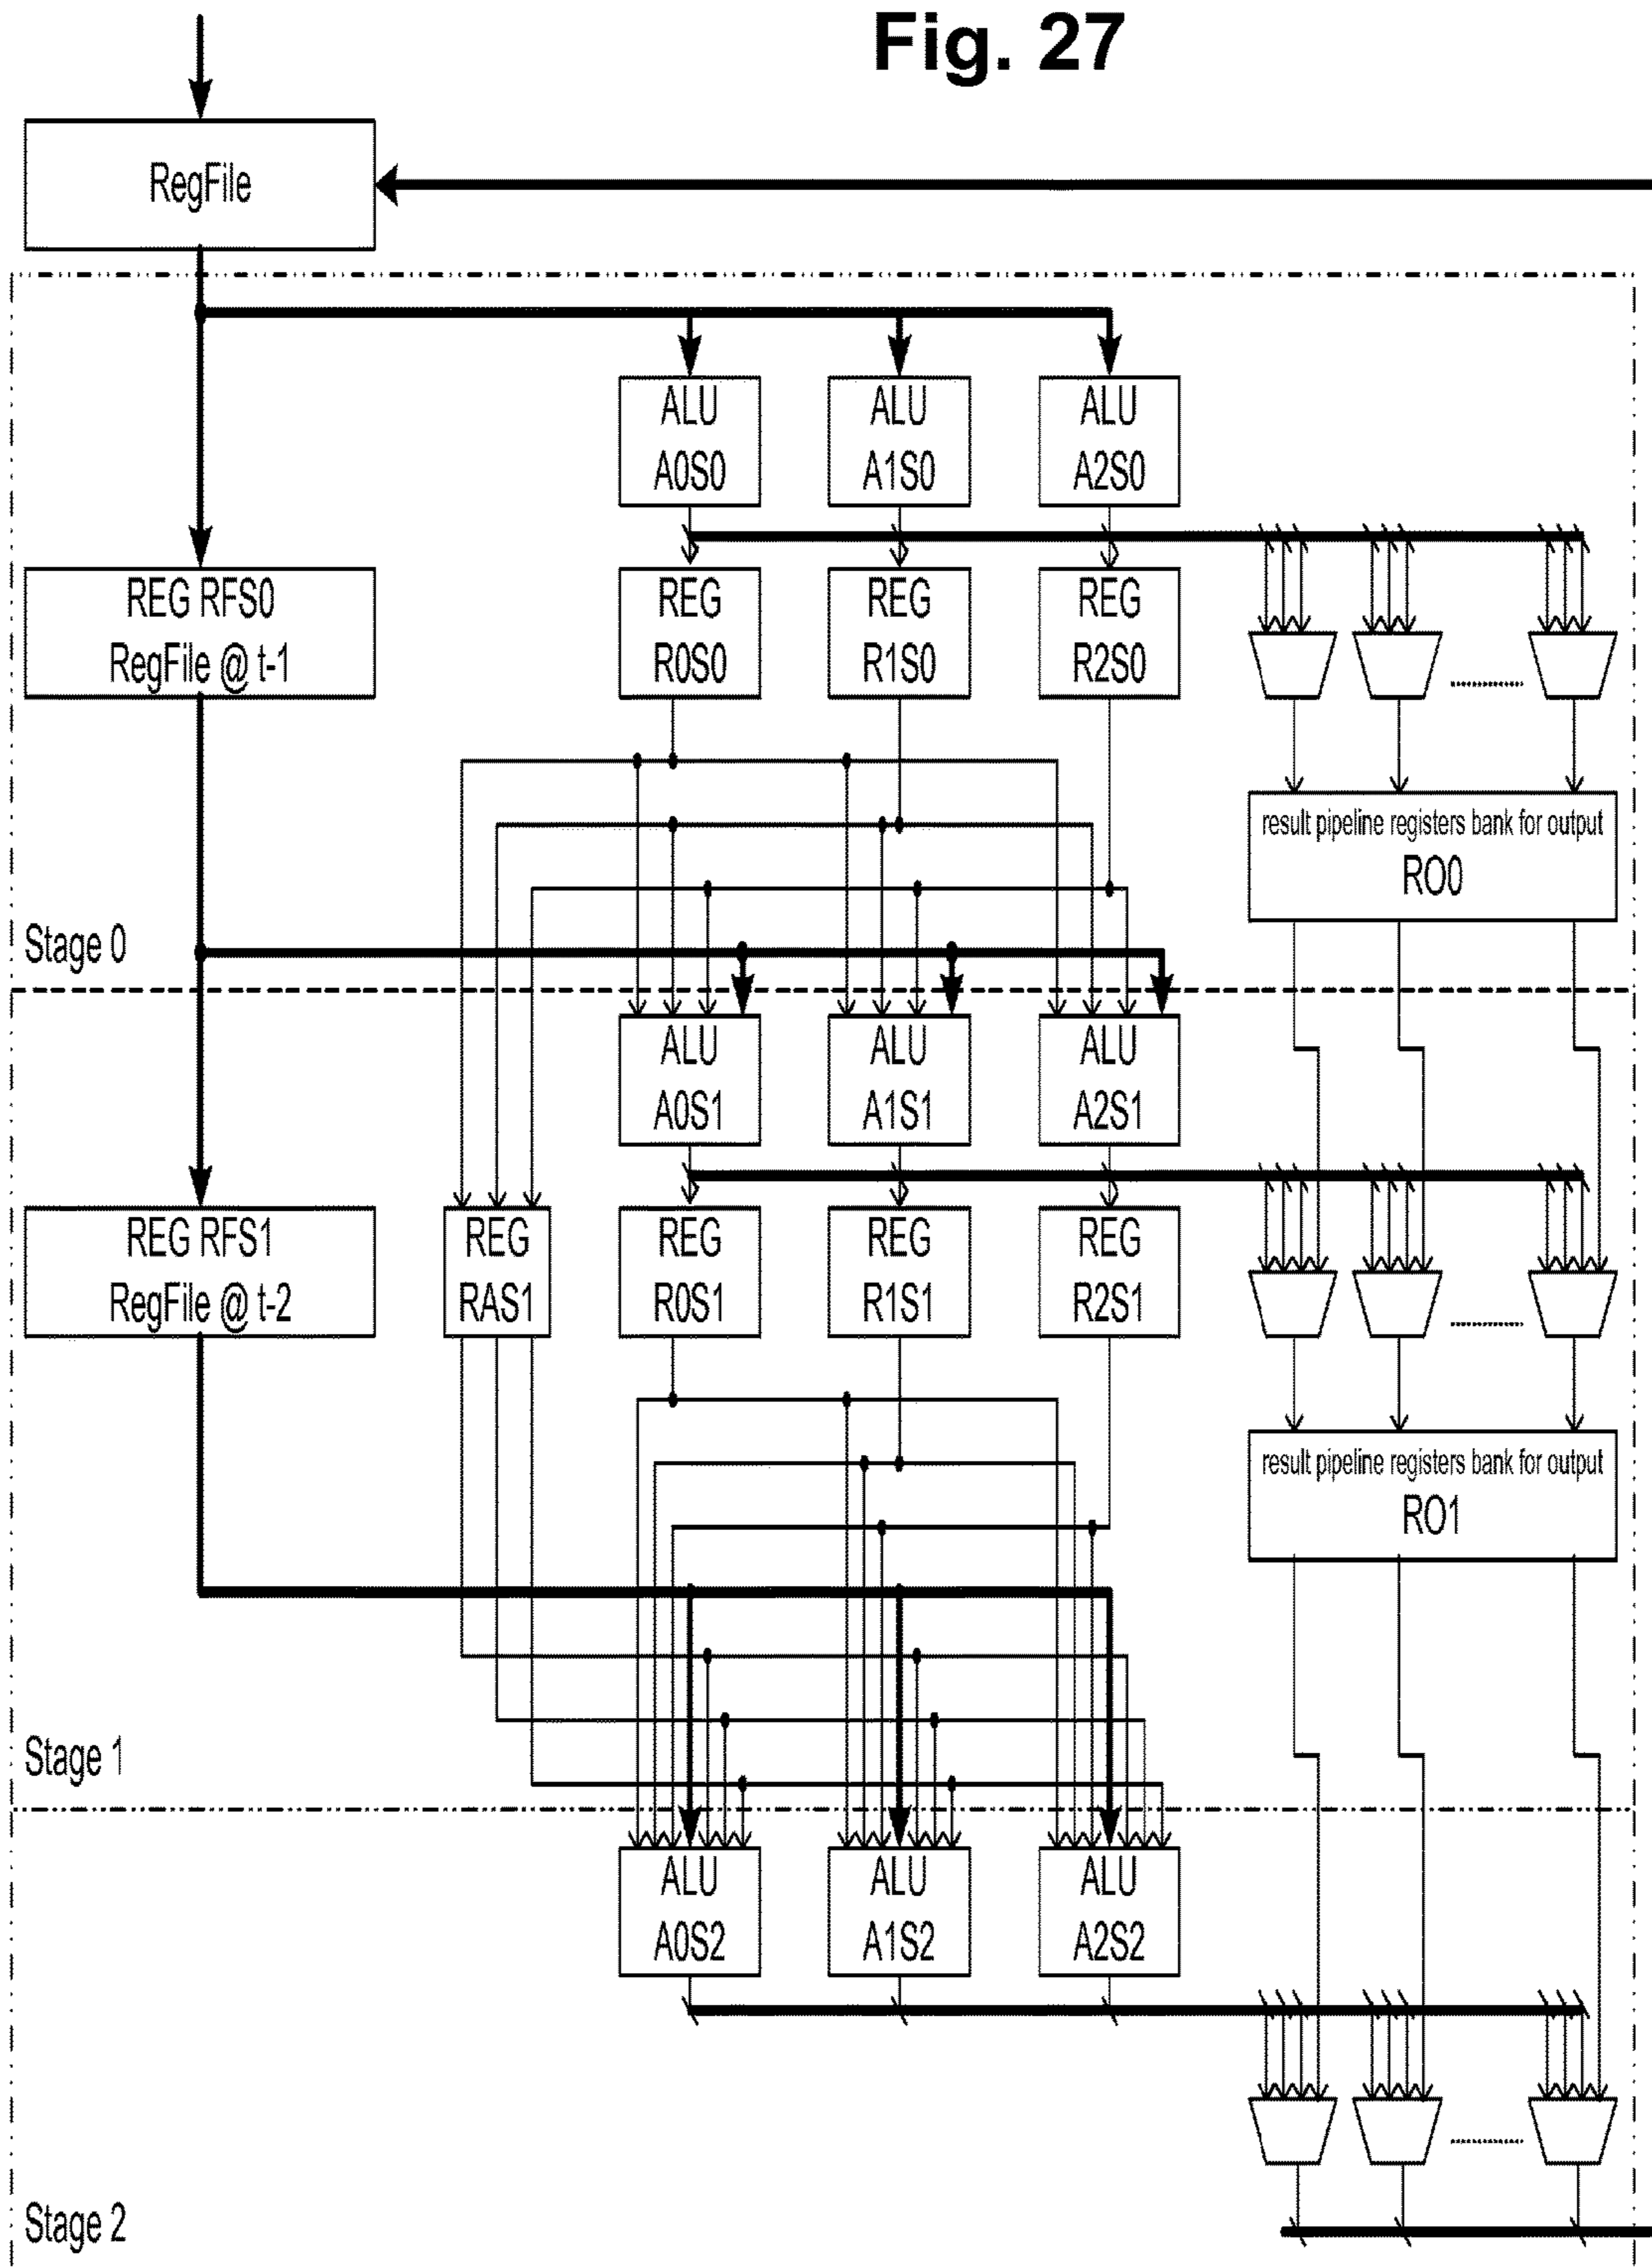 Fig. 27
RegFile
ALU
A0S0
ALU
A1S0
ALU
A2S0
REG RFS0
RegFile @ t-1
REG
R0S0
REG
R1S0
REG
R2S0
result pipeline registers bank for output
RO0
Stage 0
ALU
A0S1
ALU
A1S1
ALU
A2S1
REG RFS1
RegFile @ t-2
REG
RAS1
REG
R0S1
REG
R1S1
REG
R2S1
result pipeline registers bank for output
RO1
Stage 1
ALU
A0S2
ALU
A1S2
ALU
A2S2
Stage 2